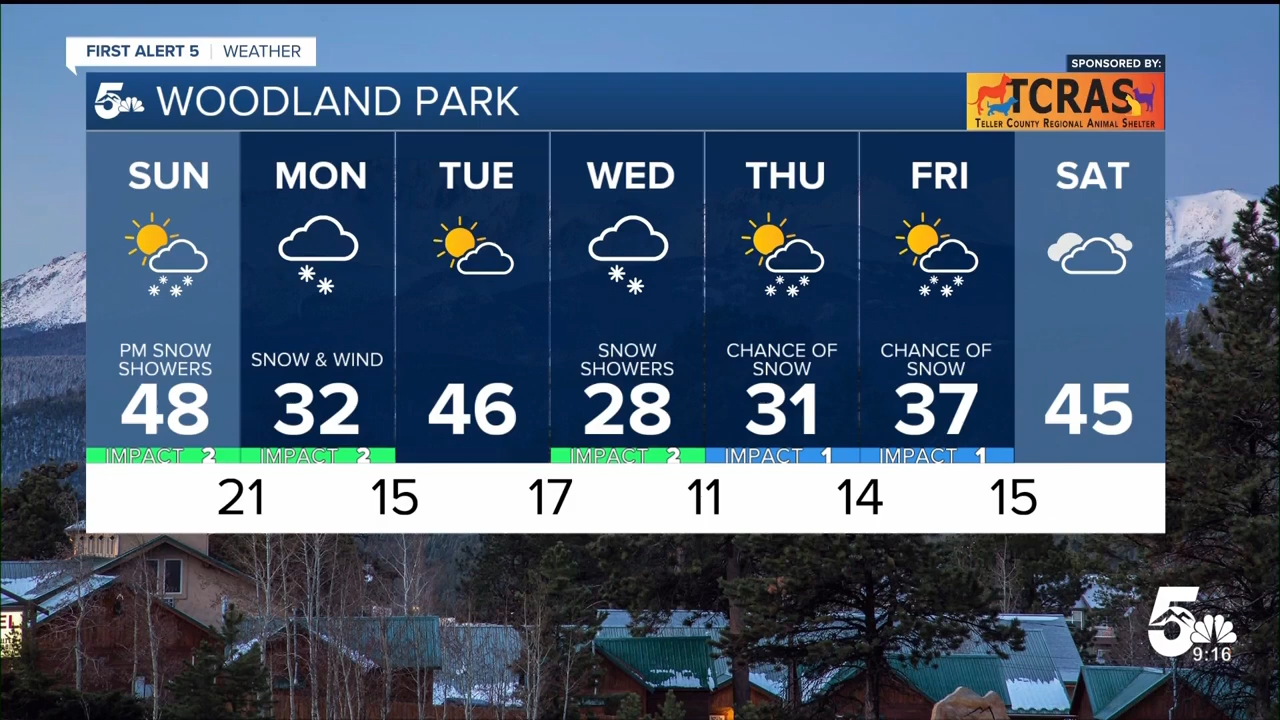 FIRST ALERT 5 | WEATHER
SPONSORED BY:
5 WOODLAND PARK
TCRAS
TELLER COUNTY REGIONAL ANIMAL SHELTER
SUN MON TUE WED THU FRI SAT
PM SNOW SHOWERS
SNOW & WIND
SNOW SHOWERS
CHANCE OF SNOW
CHANCE OF SNOW
48 32 46 28 31 37 45
IMPACT 2 IMPACT 2 IMPACT 2 IMPACT 1 IMPACT 1
21 15 17 11 14 15
EL
5
9:16